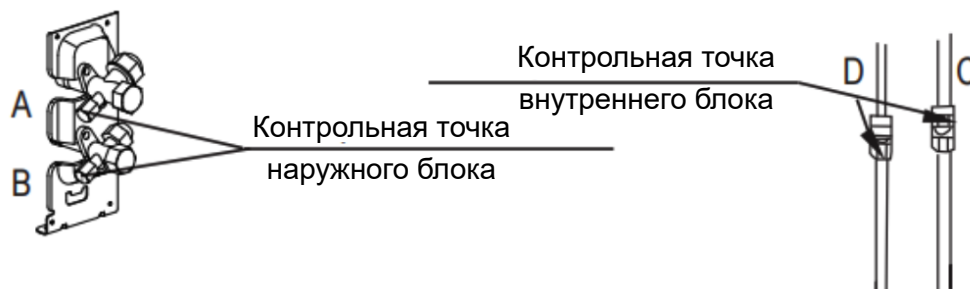 A
B
Контрольная точка
наружного блока
Контрольная точка
внутреннего блока
D
C